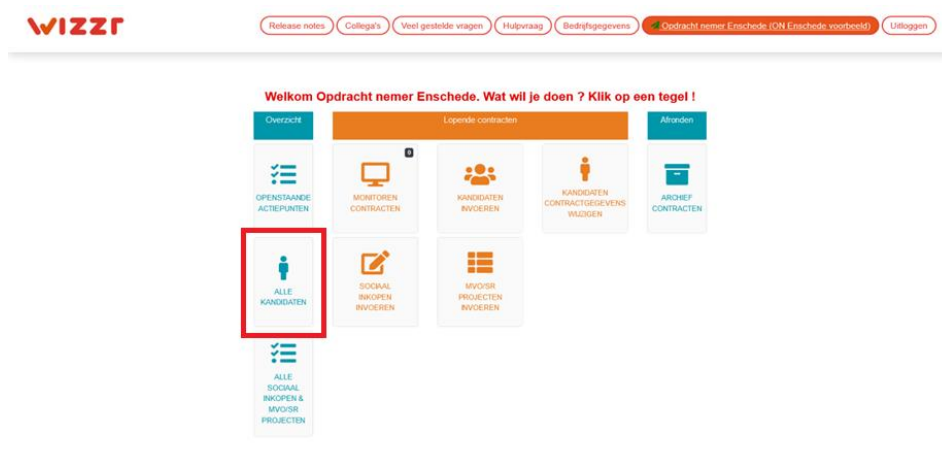 wizzr
Release notes
Collega's
Veel gestelde vragen
Hulpvraag
Bedrijfsgegevens
Opdracht nemer Enschede (ON Enschede voorbeeld)
Uitloggen
Welkom Opdracht nemer Enschede. Wat wil je doen ? Klik op een tegel !
Overzicht
Lopende contracten
Afronden
OPENSTAANDE
ACTIEPUNTEN
0
MONITOREN
CONTRACTEN
KANDIDATEN
INVOEREN
KANDIDATEN
CONTRACTGEGEVENS
WIJZIGEN
ARCHIEF
CONTRACTEN
ALLE
KANDIDATEN
SOCIAAL
INKOPEN
INVOEREN
MVO/SR
PROJECTEN
INVOEREN
ALLE
SOCIAAL
INKOPEN &
MVO/SR
PROJECTEN